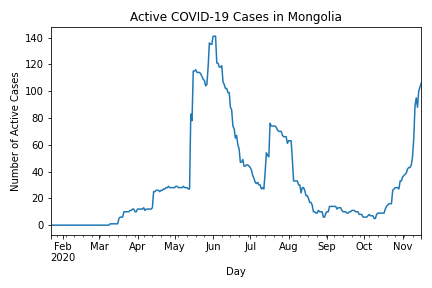 Active COVID-19 Cases in Mongolia
140
120
100
80
60
40
20
0
Number of Active Cases
Feb Mar Apr May Jun Jul Aug Sep Oct Nov
2020
Day